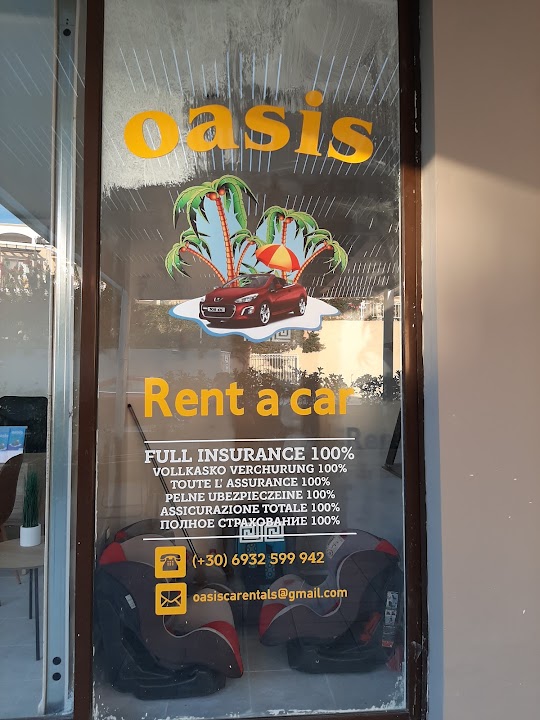 oasis
Rent a car
FULL INSURANCE 100%
VOLLKASKO VERCHURUNG 100%
TOUTE L' ASSURANCE 100%
PELNE UBEZPIECZEINE 100%
ASSICURAZIONE TOTALE 100%
ПОЛНОЕ СТРАХОВАНИЕ 100%
(+30) 6932 599 942
oasiscarentals@gmail.com